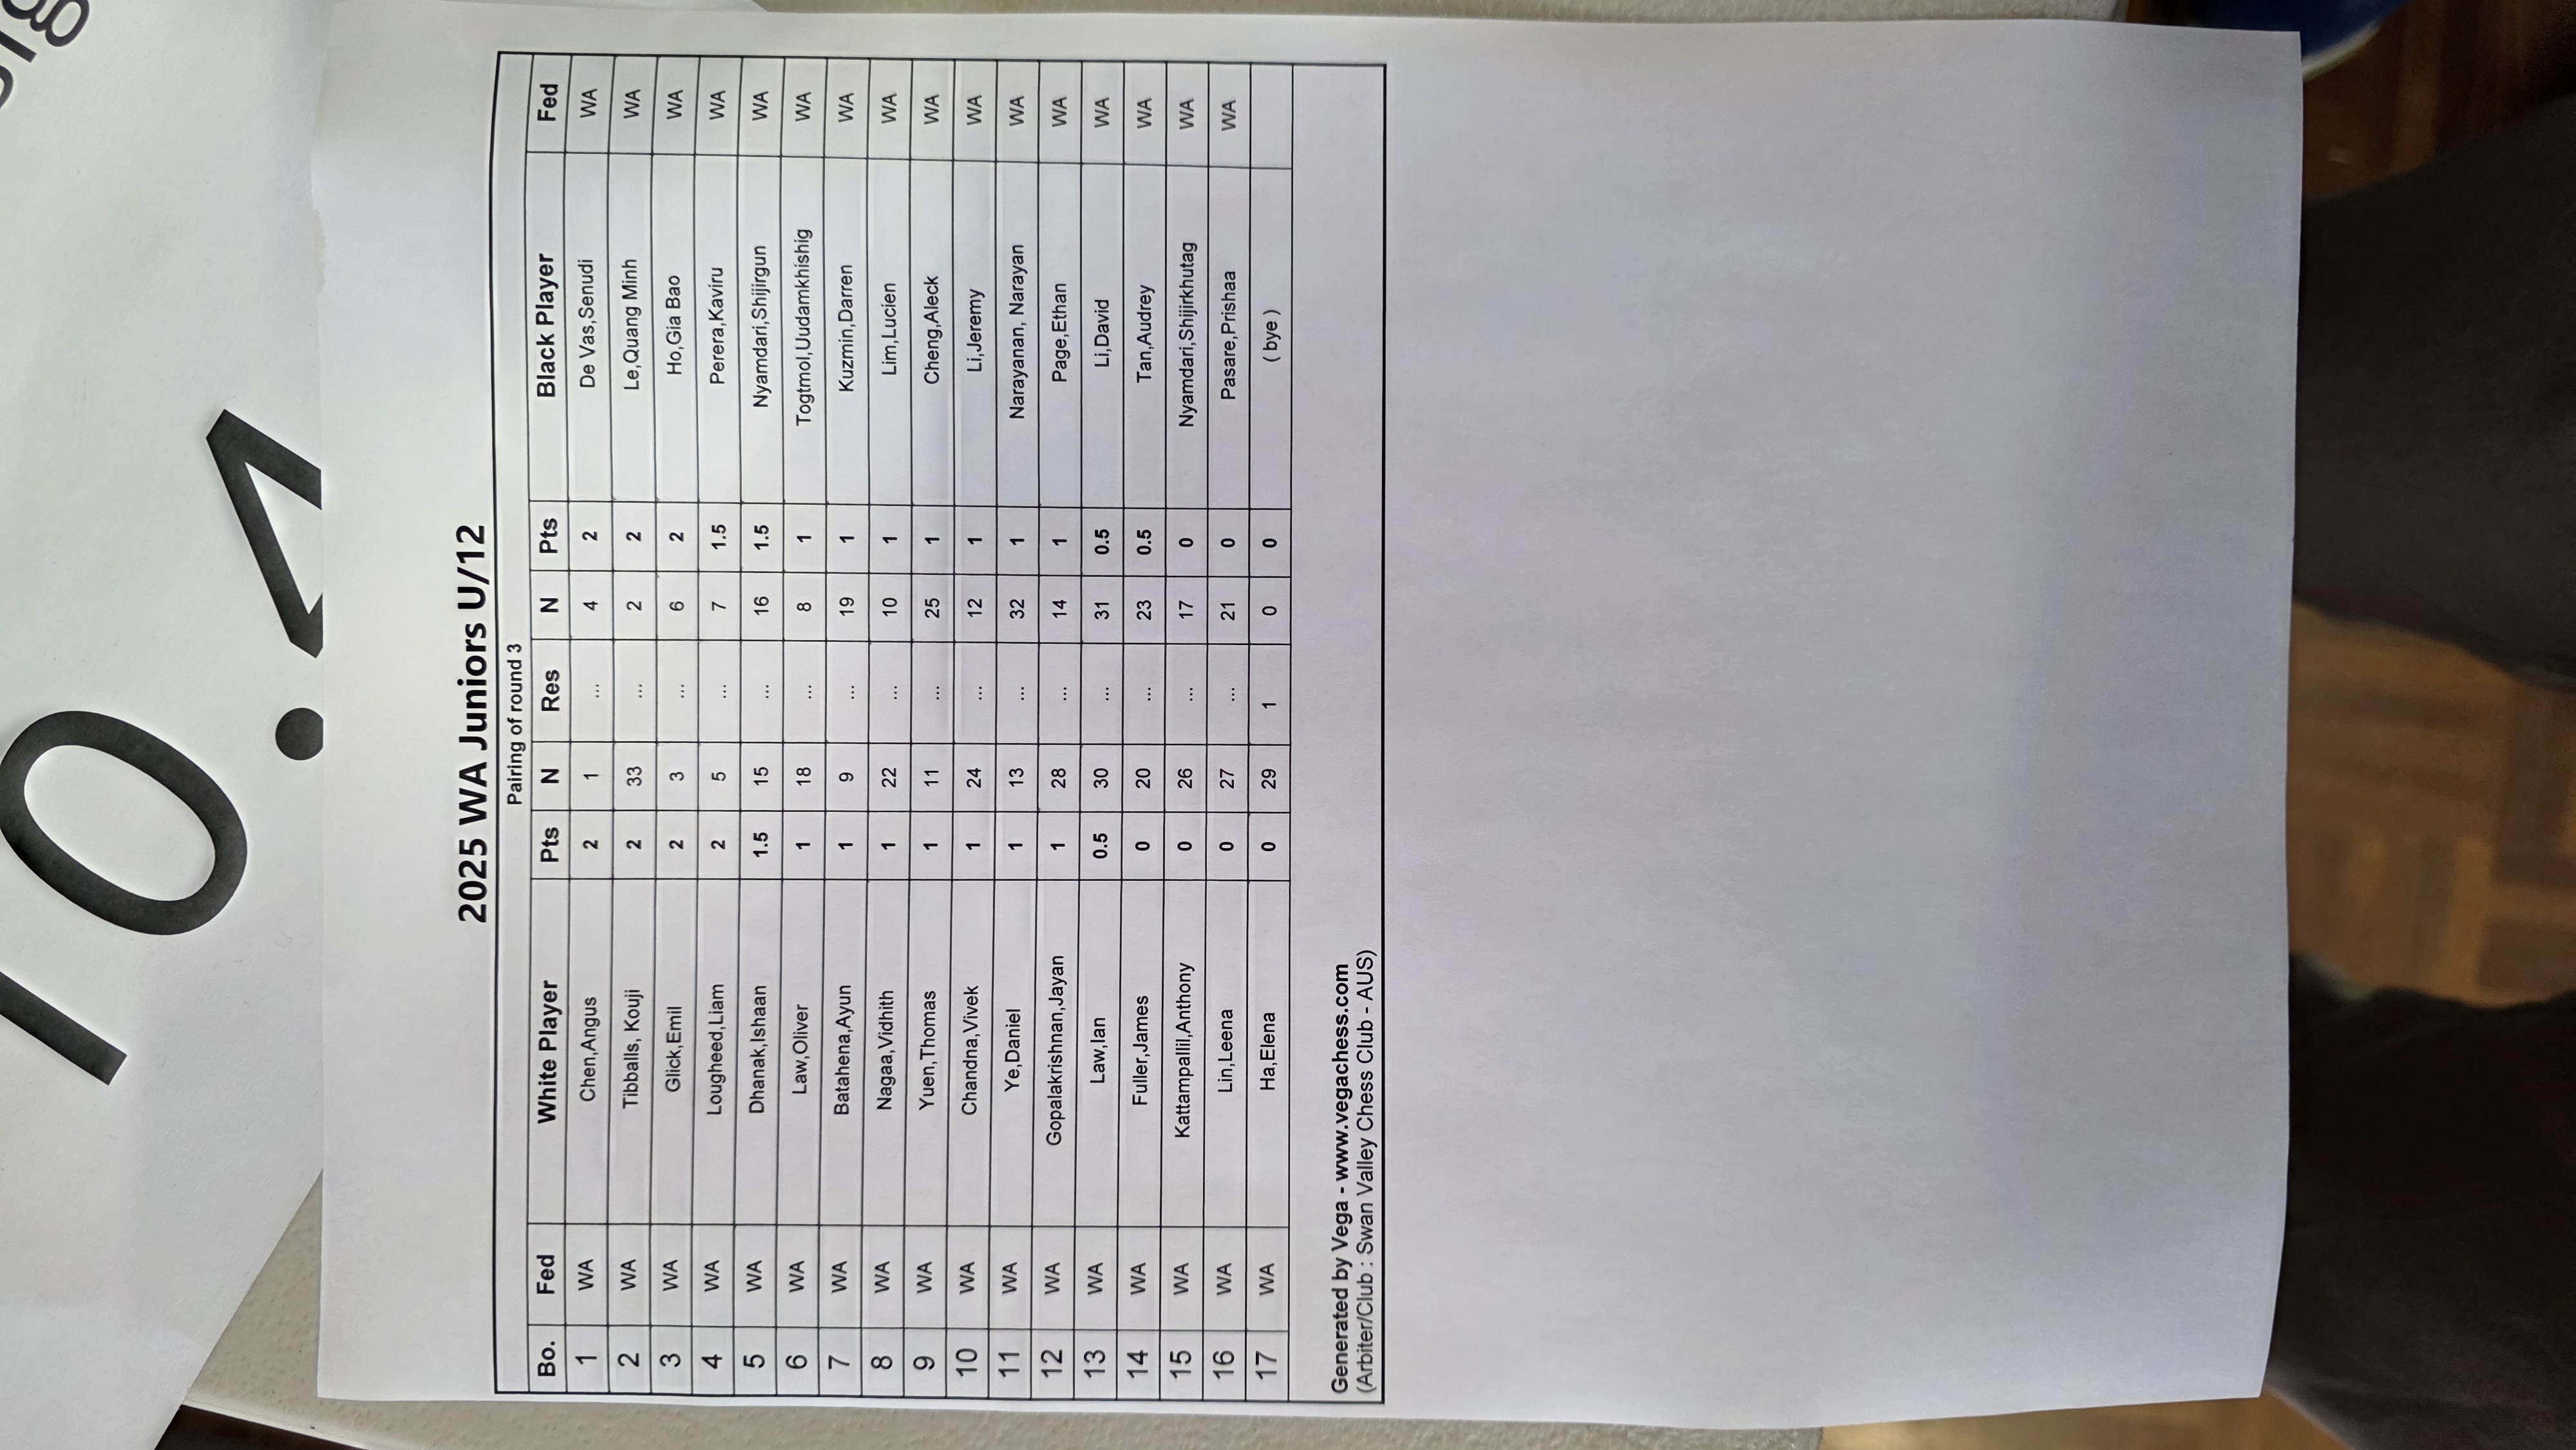 10.4
2025 WA Juniors U/12
Pairing of round 3
Bo. Fed White Player Pts N Res N Pts Black Player Fed
1 WA Chen,Angus 2 1 ... 4 2 De Vas,Senudi WA
2 WA Tibballs, Kouji 2 33 ... 2 2 Le,Quang Minh WA
3 WA Glick,Emil 2 3 ... 6 2 Ho,Gia Bao WA
4 WA Lougheed,Liam 2 5 ... 7 1.5 Perera,Kaviru WA
5 WA Dhanak,Ishaan 1.5 15 ... 16 1.5 Nyamdari,Shijirgun WA
6 WA Law,Oliver 1 18 ... 8 1 Togtmol,Uudamkhishig WA
7 WA Batahena,Ayun 1 9 ... 19 1 Kuzmin,Darren WA
8 WA Nagaa,Vidhith 1 22 ... 10 1 Lim,Lucien WA
9 WA Yuen,Thomas 1 11 ... 25 1 Cheng,Aleck WA
10 WA Chandna,Vivek 1 24 ... 12 1 Li,Jeremy WA
11 WA Ye,Daniel 1 13 ... 32 1 Narayanan, Narayan WA
12 WA Gopalakrishnan,Jayan 1 28 ... 14 1 Page,Ethan WA
13 WA Law,Ian 0.5 30 ... 31 0.5 Li,David WA
14 WA Fuller,James 0 20 ... 23 0.5 Tan,Audrey WA
15 WA Kattampallil,Anthony 0 26 ... 17 0 Nyamdari,Shijirkhutag WA
16 WA Lin,Leena 0 27 ... 21 0 Pasare,Prishaa WA
17 WA Ha,Elena 0 29 1 0 0 ( bye )
Generated by Vega - www.vegachess.com
(Arbiter/Club : Swan Valley Chess Club - AUS)